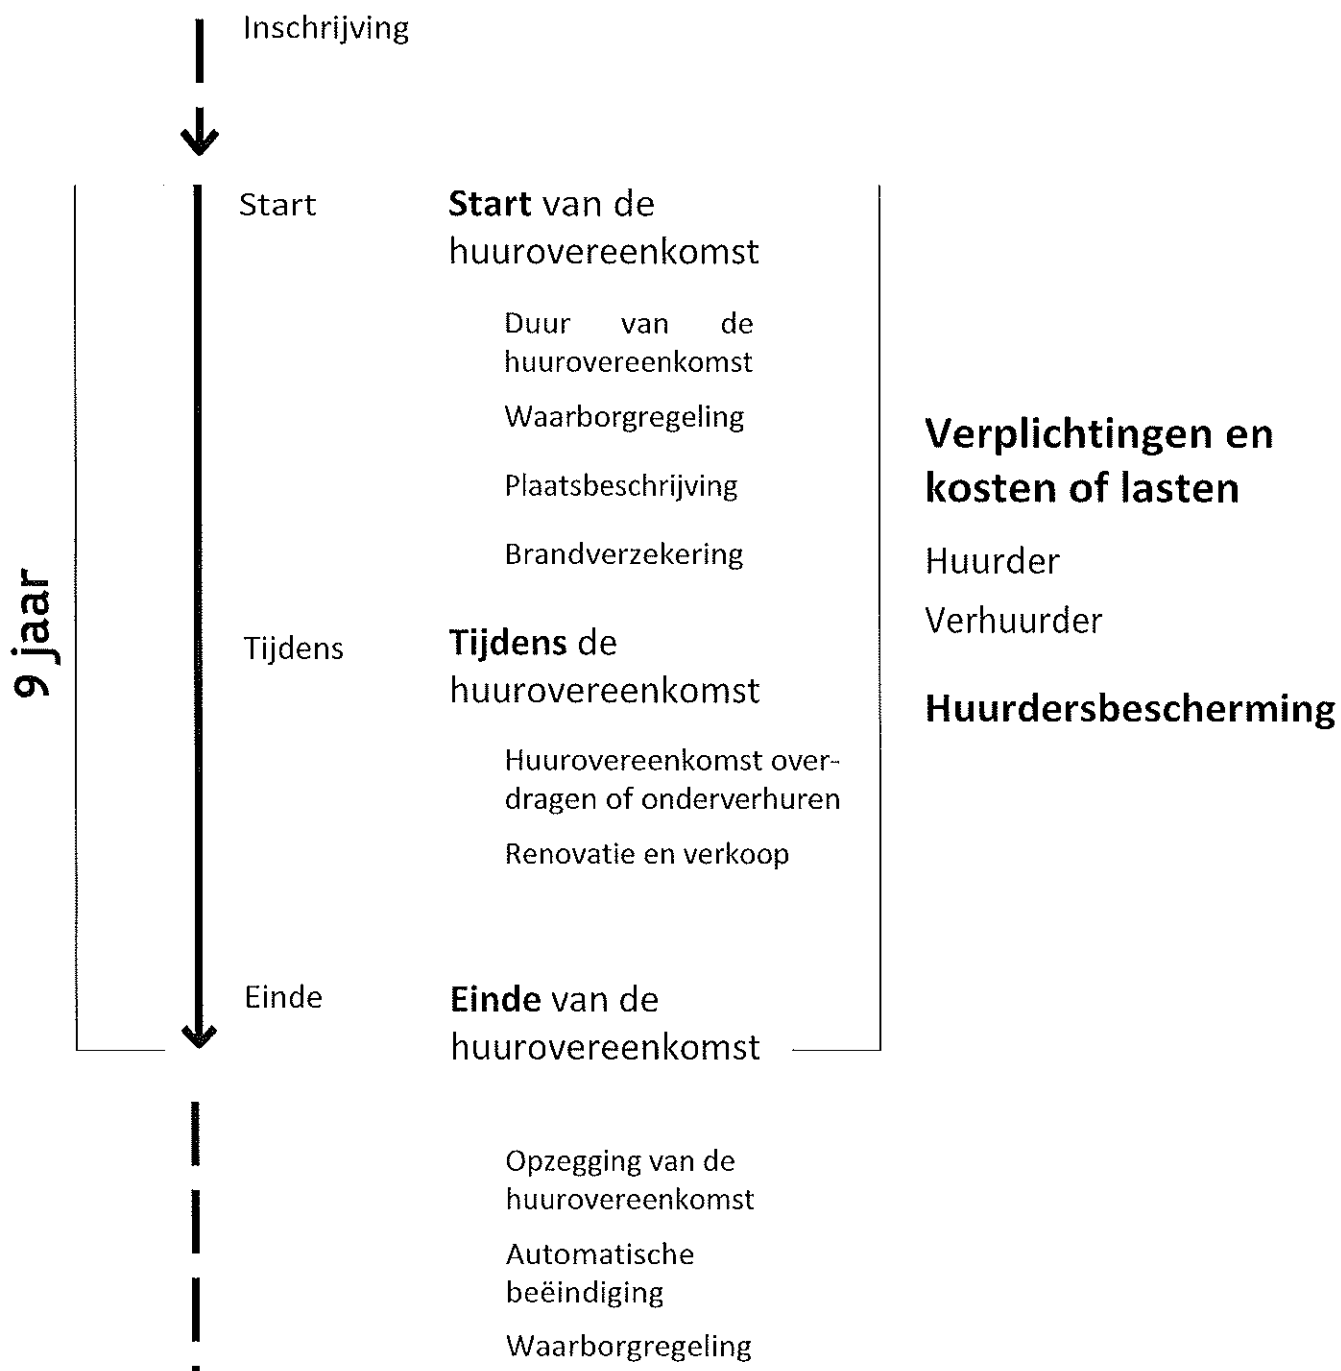 Inschrijving
9 jaar
Start
Start van de
huurovereenkomst
Duur van de
huurovereenkomst
Waarborgregeling
Plaatsbeschrijving
Brandverzekering
Tijdens
Tijdens de
huurovereenkomst
Huurovereenkomst over-
dragen of onderverhuren
Renovatie en verkoop
Einde
Einde van de
huurovereenkomst
Opzegging van de
huurovereenkomst
Automatische
beëindiging
Waarborgregeling
Verplichtingen en
kosten of lasten
Huurder
Verhuurder
Huurdersbescherming